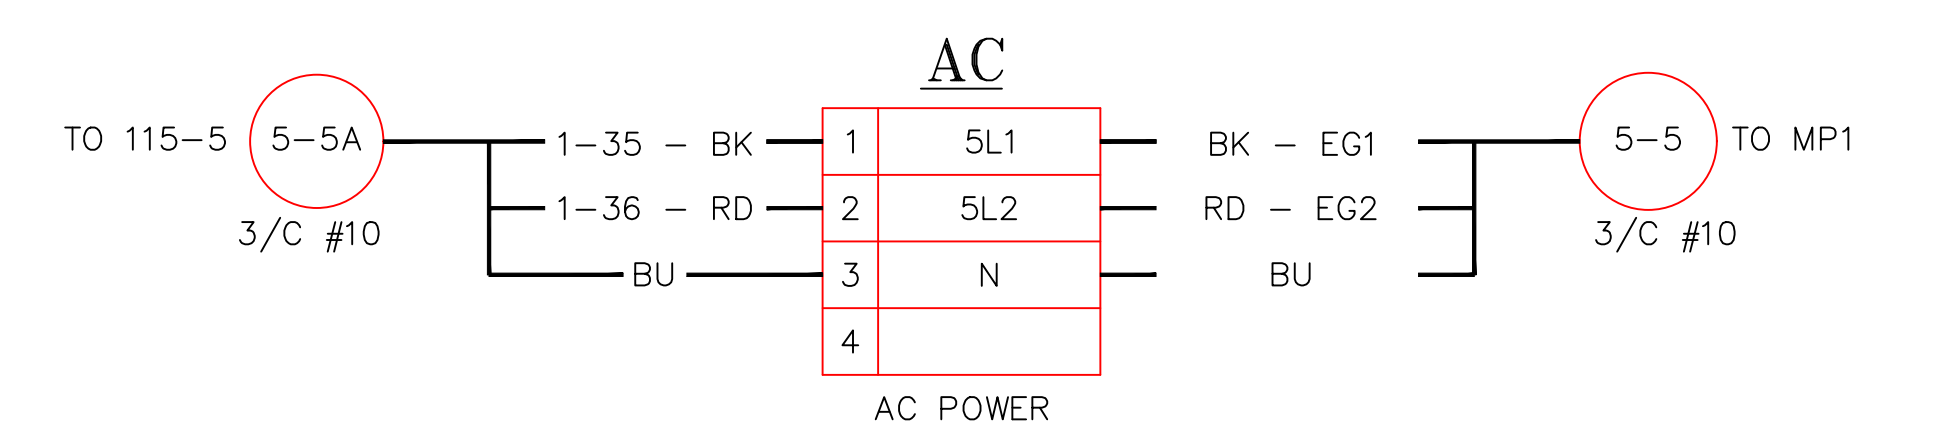 AC
TO 115-5 5-5A 1-35 - BK 1 5L1 BK - EG1 5-5 TO MP1
1-36 - RD 2 5L2 RD - EG2
3/C #10 3/C #10
BU 3 N BU
4
AC POWER